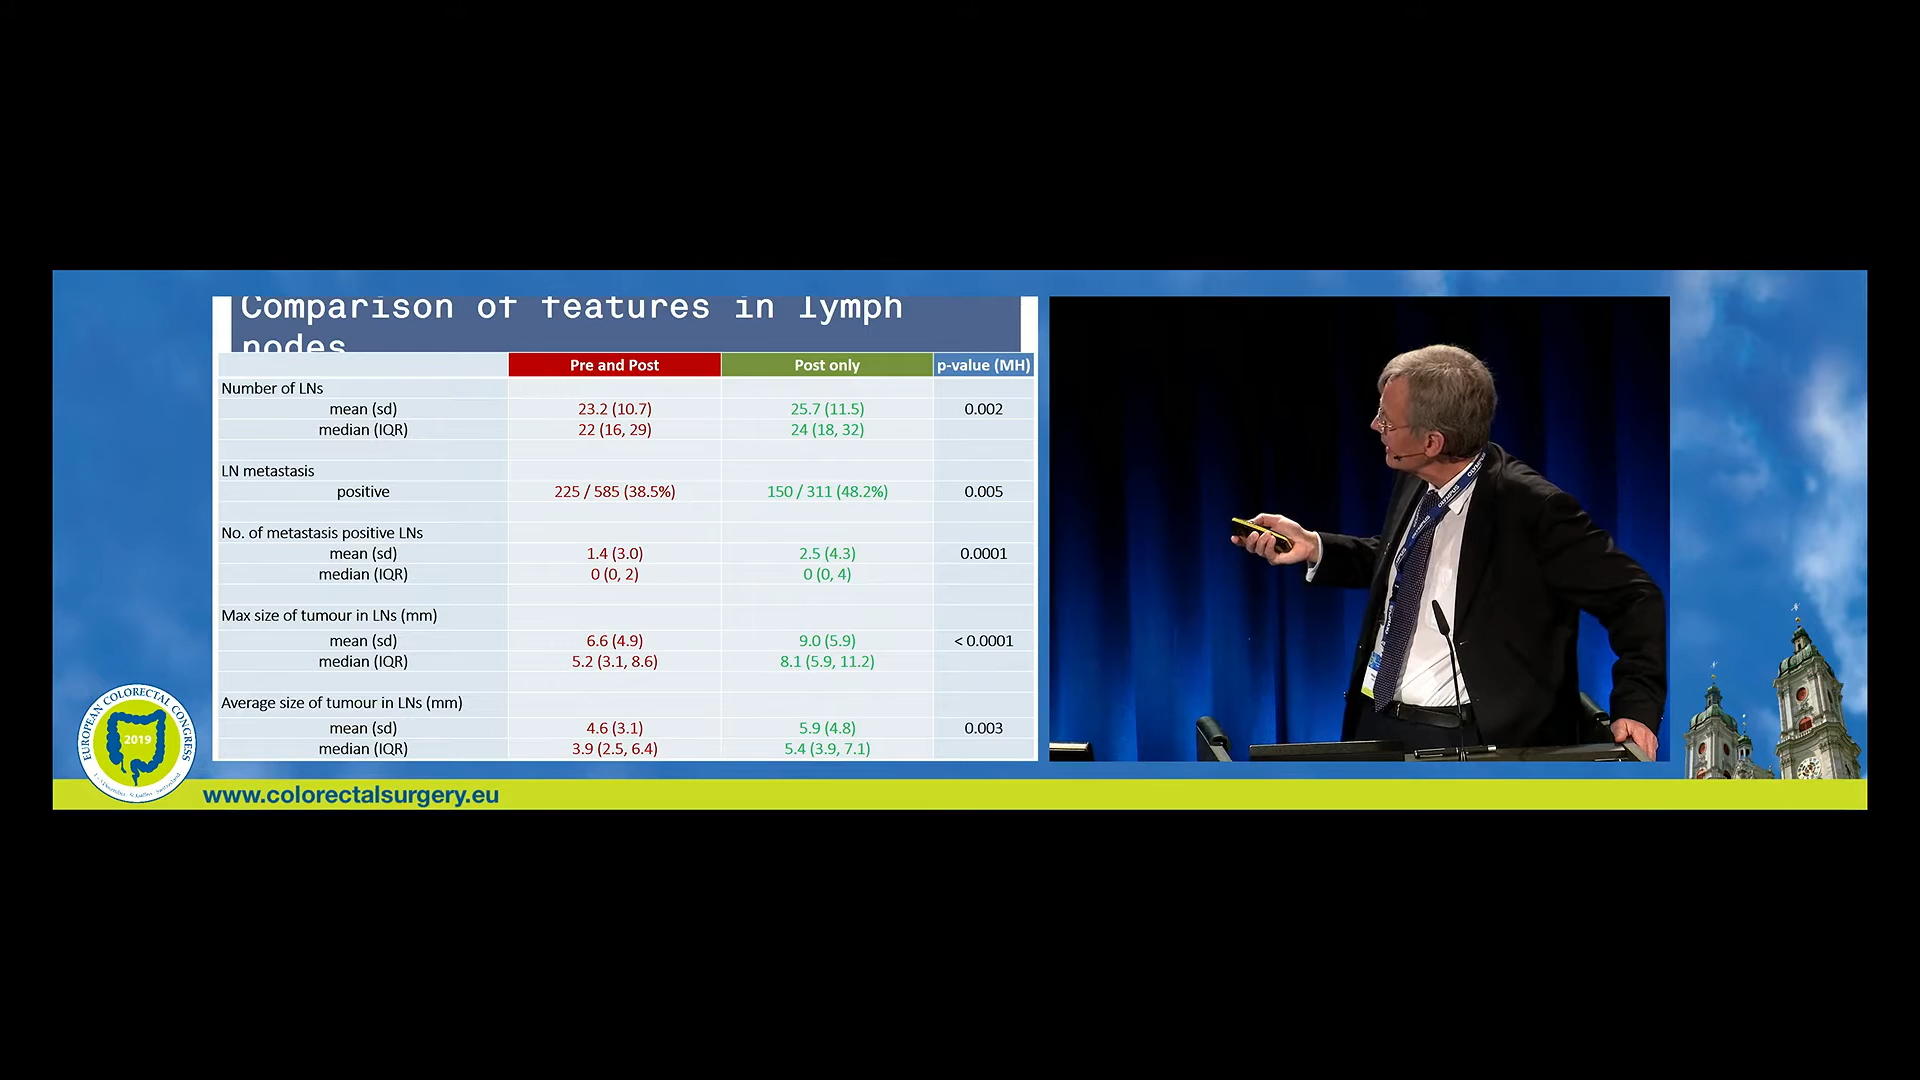 Comparison of features in lymph
nodes
Pre and Post Post only p-value (MH)
Number of LNs
mean (sd) 23.2 (10.7) 25.7 (11.5) 0.002
median (IQR) 22 (16, 29) 24 (18, 32)
LN metastasis
positive 225 / 585 (38.5%) 150 / 311 (48.2%) 0.005
No. of metastasis positive LNs
mean (sd) 1.4 (3.0) 2.5 (4.3) 0.0001
median (IQR) 0 (0, 2) 0 (0, 4)
Max size of tumour in LNs (mm)
mean (sd) 6.6 (4.9) 9.0 (5.9) < 0.0001
median (IQR) 5.2 (3.1, 8.6) 8.1 (5.9, 11.2)
Average size of tumour in LNs (mm)
mean (sd) 4.6 (3.1) 5.9 (4.8) 0.003
median (IQR) 3.9 (2.5, 6.4) 5.4 (3.9, 7.1)
EUROPEAN COLORECTAL CONGRESS
2019
www.colorectalsurgery.eu
OLYMPUS
OLYMPUS